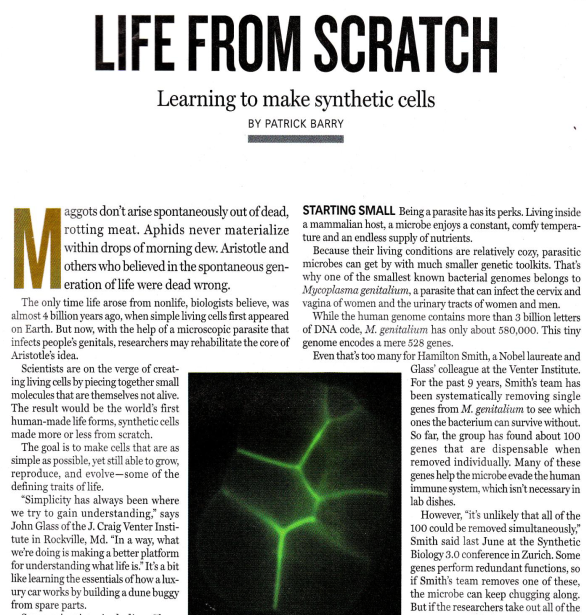 LIFE FROM SCRATCH
Learning to make synthetic cells
BY PATRICK BARRY
Maggots don't arise spontaneously out of dead,
rotting meat. Aphids never materialize
within drops of morning dew. Aristotle and
others who believed in the spontaneous gen-
eration of life were dead wrong.
The only time life arose from nonlife, biologists believe, was
almost 4 billion years ago, when simple living cells first appeared
on Earth. But now, with the help of a microscopic parasite that
infects people's genitals, researchers may rehabilitate the core of
Aristotle's idea.
Scientists are on the verge of creat-
ing living cells by piecing together small
molecules that are themselves not alive.
The result would be the world's first
human-made life forms, synthetic cells
made more or less from scratch.
The goal is to make cells that are as
simple as possible, yet still able to grow,
reproduce, and evolve—some of the
defining traits of life.
"Simplicity has always been where
we try to gain understanding," says
John Glass of the J. Craig Venter Insti-
tute in Rockville, Md. "In a way, what
we're doing is making a better platform
for understanding what life is." It's a bit
like learning the essentials of how a lux-
ury car works by building a dune buggy
from spare parts.
STARTING SMALL Being a parasite has its perks. Living inside
a mammalian host, a microbe enjoys a constant, comfy tempera-
ture and an endless supply of nutrients.
Because their living conditions are relatively cozy, parasitic
microbes can get by with much smaller genetic toolkits. That's
why one of the smallest known bacterial genomes belongs to
Mycoplasma genitalium, a parasite that can infect the cervix and
vagina of women and the urinary tracts of women and men.
While the human genome contains more than 3 billion letters
of DNA code, M. genitalium has only about 580,000. This tiny
genome encodes a mere 528 genes.
Even that's too many for Hamilton Smith, a Nobel laureate and
Glass' colleague at the Venter Institute.
For the past 9 years, Smith's team has
been systematically removing single
genes from M. genitalium to see which
ones the bacterium can survive without.
So far, the group has found about 100
genes that are dispensable when
removed individually. Many of these
genes help the microbe evade the human
immune system, which isn't necessary in
lab dishes.
However, "it's unlikely that all of the
100 could be removed simultaneously,"
Smith said last June at the Synthetic
Biology 3.0 conference in Zurich. Some
genes perform redundant functions, so
if Smith's team removes one of these,
the microbe can keep chugging along.
But if the researchers take out all of the